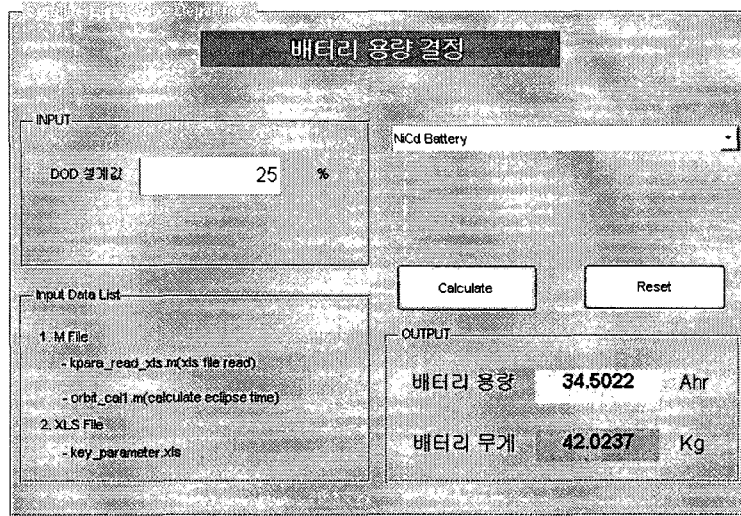 배터리 용량 결정
INPUT
DOD 설계값 25 %
NiCd Battery
Calculate Reset
Input Data List
1. M File
- kpara_read_xls.m(xls file read)
- orbit_cal1.m(calculate eclipse time)
2. XLS File
- key_parameter.xls
OUTPUT
배터리 용량 34.5022 Ahr
배터리 무게 42.0237 Kg